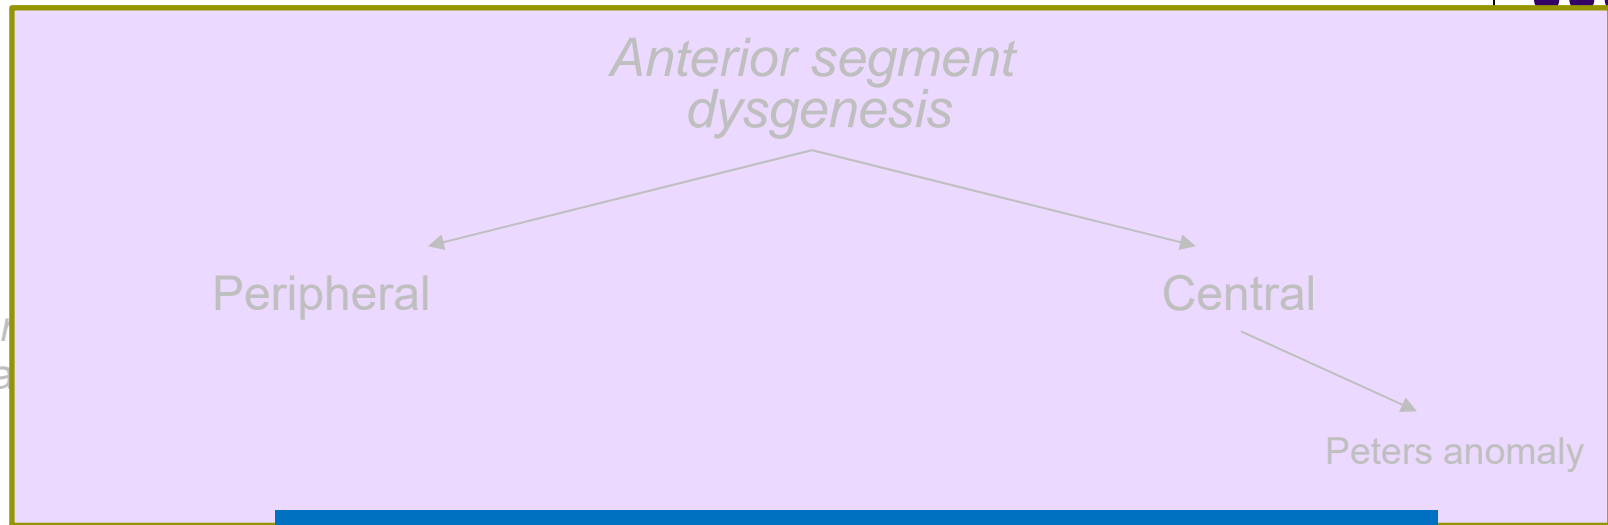 Anterior segment
dysgenesis
Peripheral
Central
Peters anomaly